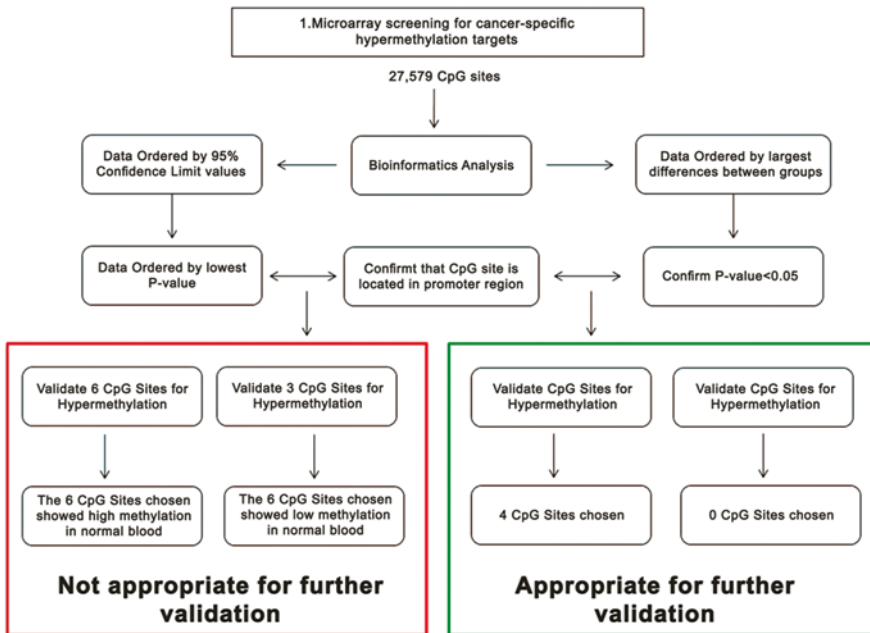 1.Microarray screening for cancer-specific
hypermethylation targets
27,579 CpG sites
Data Ordered by 95%
Confidence Limit values
Bioinformatics Analysis
Data Ordered by largest
differences between groups
Data Ordered by lowest
P-value
Confirmt that CpG site is
located in promoter region
Confirm P-value<0.05
Validate 6 CpG Sites for
Hypermethylation
Validate 3 CpG Sites for
Hypermethylation
Validate CpG Sites for
Hypermethylation
Validate CpG Sites for
Hypermethylation
The 6 CpG Sites chosen
showed high methylation
in normal blood
The 6 CpG Sites chosen
showed low methylation
in normal blood
4 CpG Sites chosen
0 CpG Sites chosen
Not appropriate for further
validation
Appropriate for further
validation